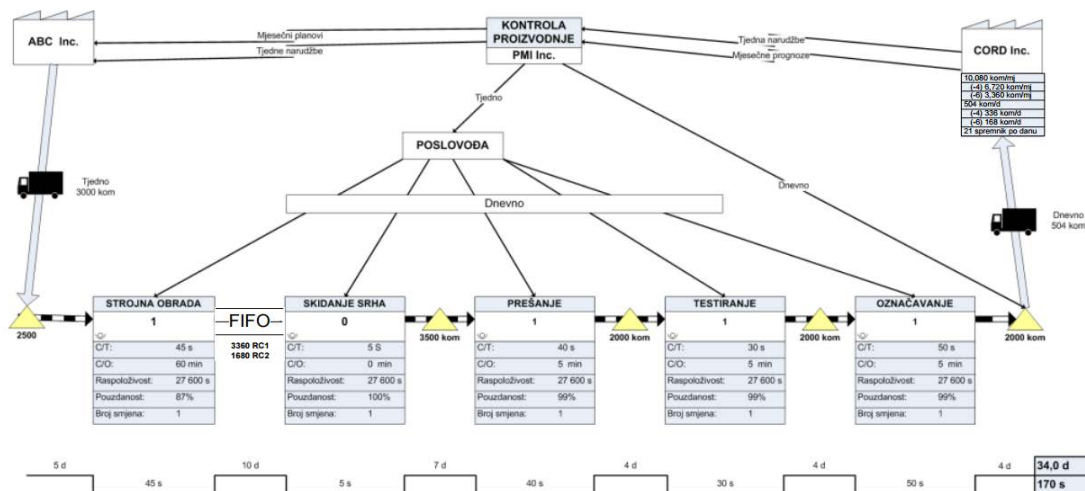 ABC Inc.
Mjesečni planovi
Tjedne narudžbe
KONTROLA
PROIZVODNJE
PMI Inc.
Tjedna narudžbe
Mjesečne prognoze
CORD Inc.
10,080 kom/mj
(-4) 6,720 kom/mj
(-6) 3,360 kom/mj
504 kom/d
(-4) 336 kom/d
(-6) 168 kom/d
21 spremnik po danu
Tjedno
POSLOVOĐA
Tjedno
3000 kom
Dnevno
Dnevno
Dnevno
504 kom
2500
STROJNA OBRADA
1
C/T: 45 s
C/O: 60 min
Raspoloživost: 27 600 s
Pouzdanost: 87%
Broj smjena: 1
FIFO
3360 RC1
1680 RC2
SKIDANJE SRHA
0
C/T: 5 S
C/O: 0 min
Raspoloživost: 27 600 s
Pouzdanost: 100%
Broj smjena: 1
3500 kom
PREŠANJE
1
C/T: 40 s
C/O: 5 min
Raspoloživost: 27 600 s
Pouzdanost: 99%
Broj smjena: 1
2000 kom
TESTIRANJE
1
C/T: 30 s
C/O: 5 min
Raspoloživost: 27 600 s
Pouzdanost: 99%
Broj smjena: 1
2000 kom
OZNAČAVANJE
1
C/T: 50 s
C/O: 5 min
Raspoloživost: 27 600 s
Pouzdanost: 99%
Broj smjena: 1
2000 kom
5 d 10 d 7 d 4 d 4 d 4 d 34,0 d
45 s 5 s 40 s 30 s 50 s 170 s